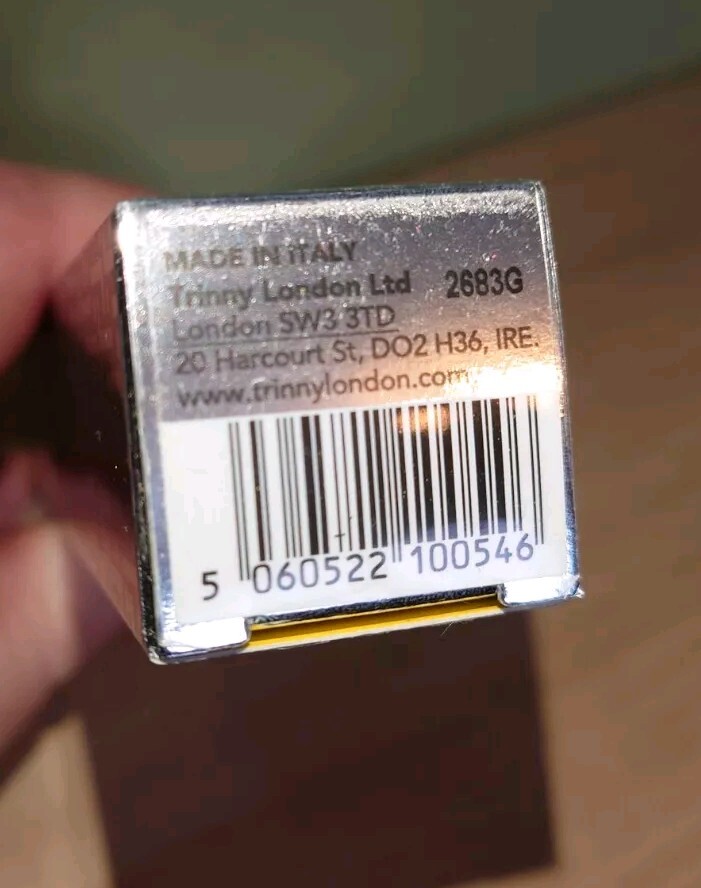 MADE IN ITALY
Trinny London Ltd 2683G
London SW3 3TD
20 Harcourt St, DO2 H36, IRE.
www.trinnylondon.com
5 060522 100546